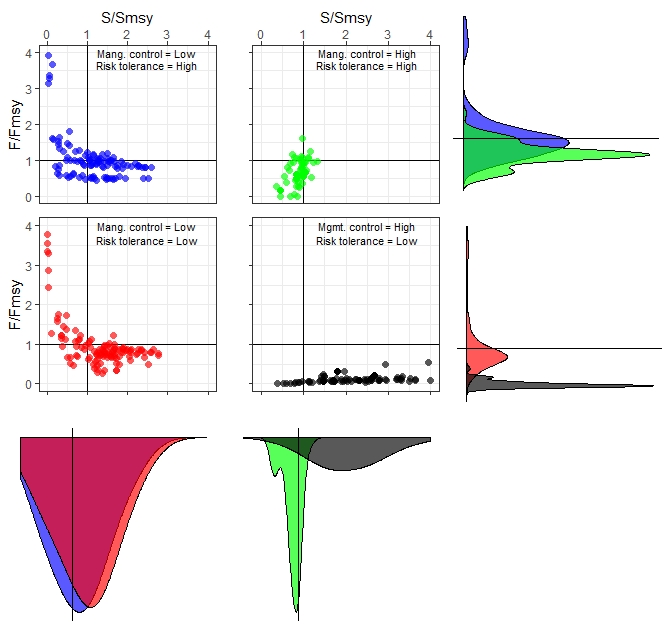 S/Smsy S/Smsy
0 1 2 3 4 0 1 2 3 4
Mang. control = Low Mang. control = High
Risk tolerance = High Risk tolerance = High
4
3
2
1
0
F/Fmsy
Mang. control = Low Mgmt. control = High
Risk tolerance = Low Risk tolerance = Low
4
3
2
1
0
F/Fmsy